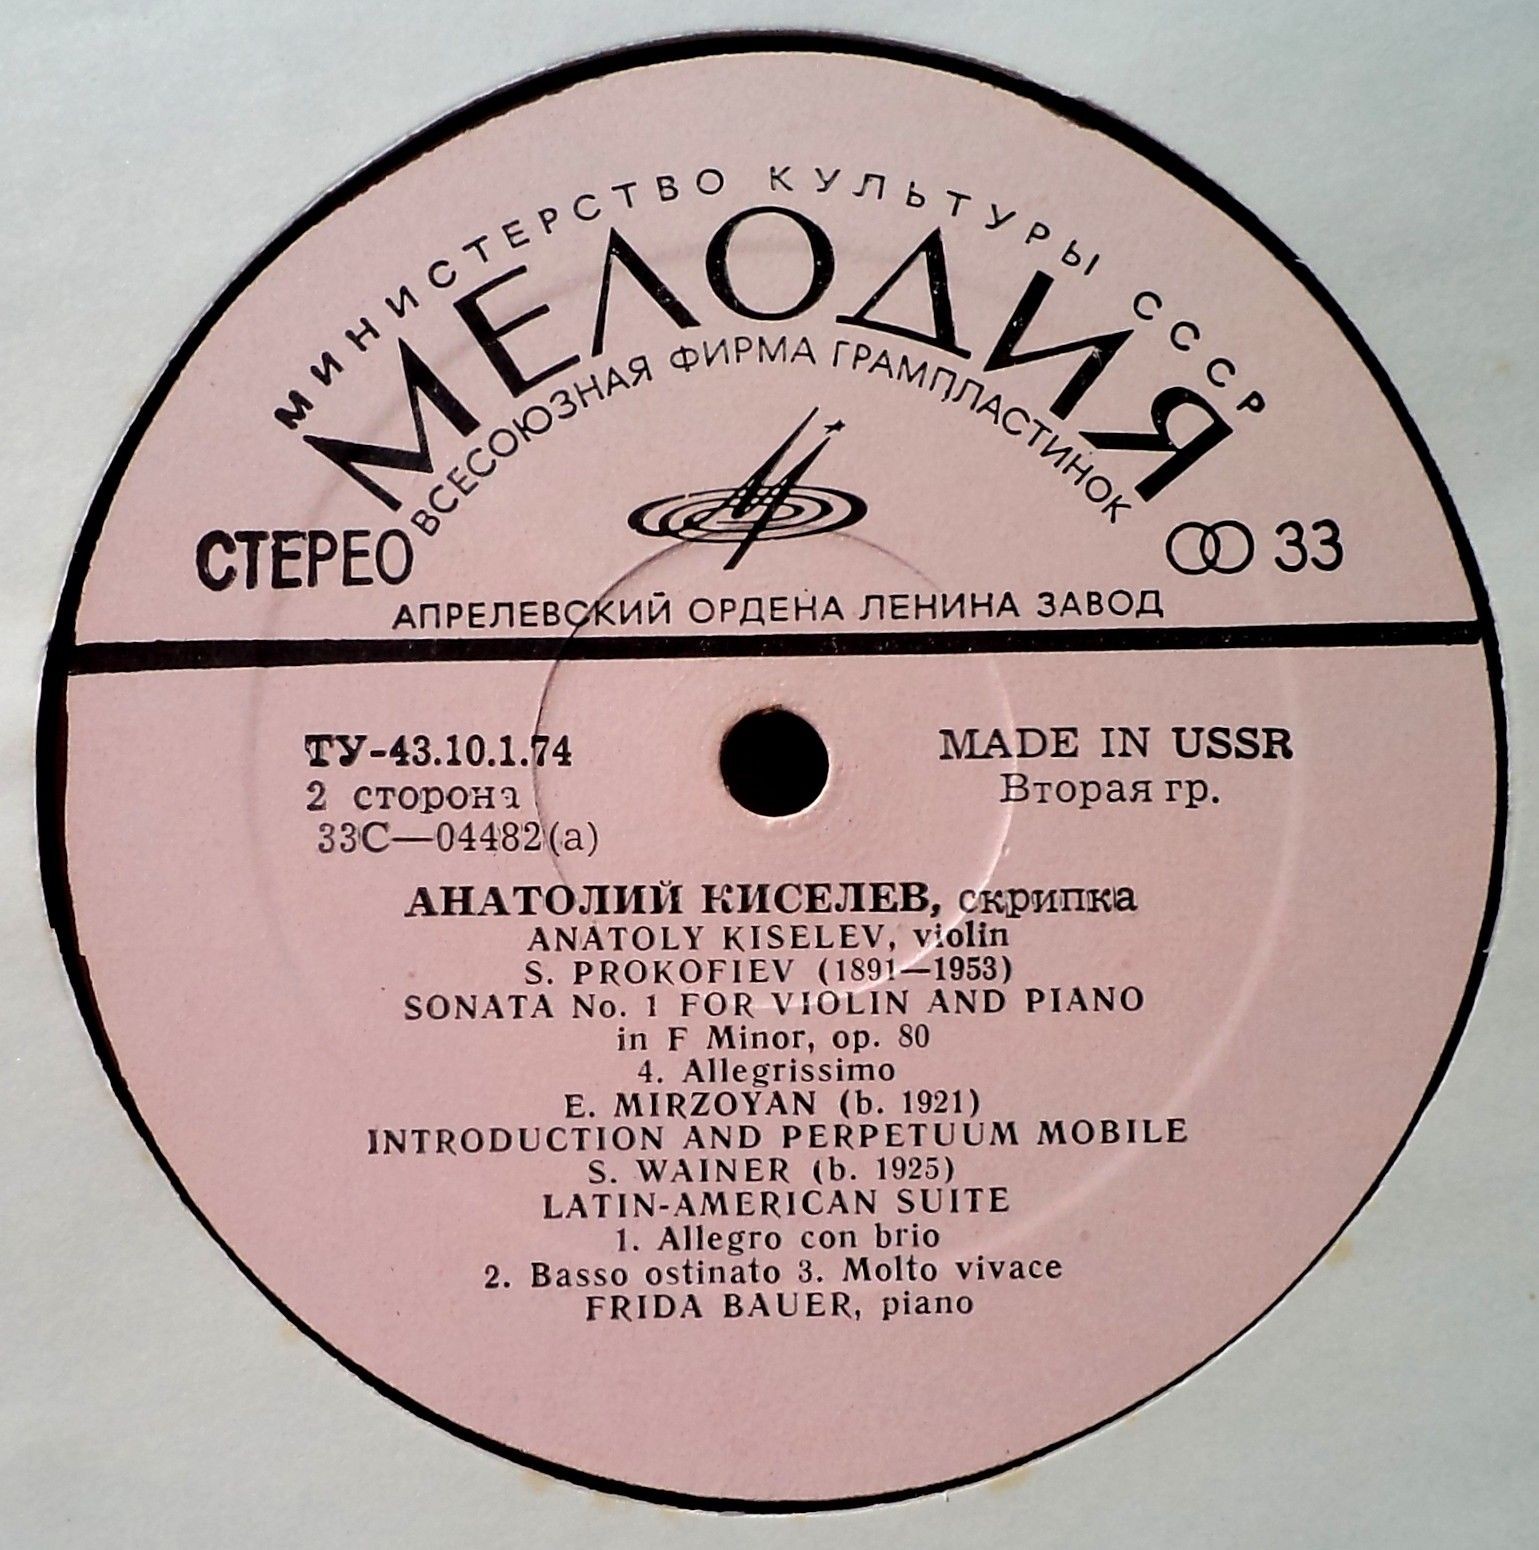 МИНИСТЕРСТВО КУЛЬТУРЫ СССР
МЕЛОДИЯ
ВСЕСОЮЗНАЯ ФИРМА ГРАМПЛАСТИНОК
СТЕРЕО
33
АПРЕЛЕВСКИЙ ОРДЕНА ЛЕНИНА ЗАВОД
ТУ-43.10.1.74
2 сторона
33С—04482(а)
MADE IN USSR
Вторая гр.
АНАТОЛИЙ КИСЕЛЕВ, скрипка
ANATOLY KISELEV, violin
S. PROKOFIEV (1891—1953)
SONATA No. 1 FOR VIOLIN AND PIANO
in F Minor, op. 80
4. Allegrissimo
E. MIRZOYAN (b. 1921)
INTRODUCTION AND PERPETUUM MOBILE
S. WAINER (b. 1925)
LATIN-AMERICAN SUITE
1. Allegro con brio
2. Basso ostinato 3. Molto vivace
FRIDA BAUER, piano